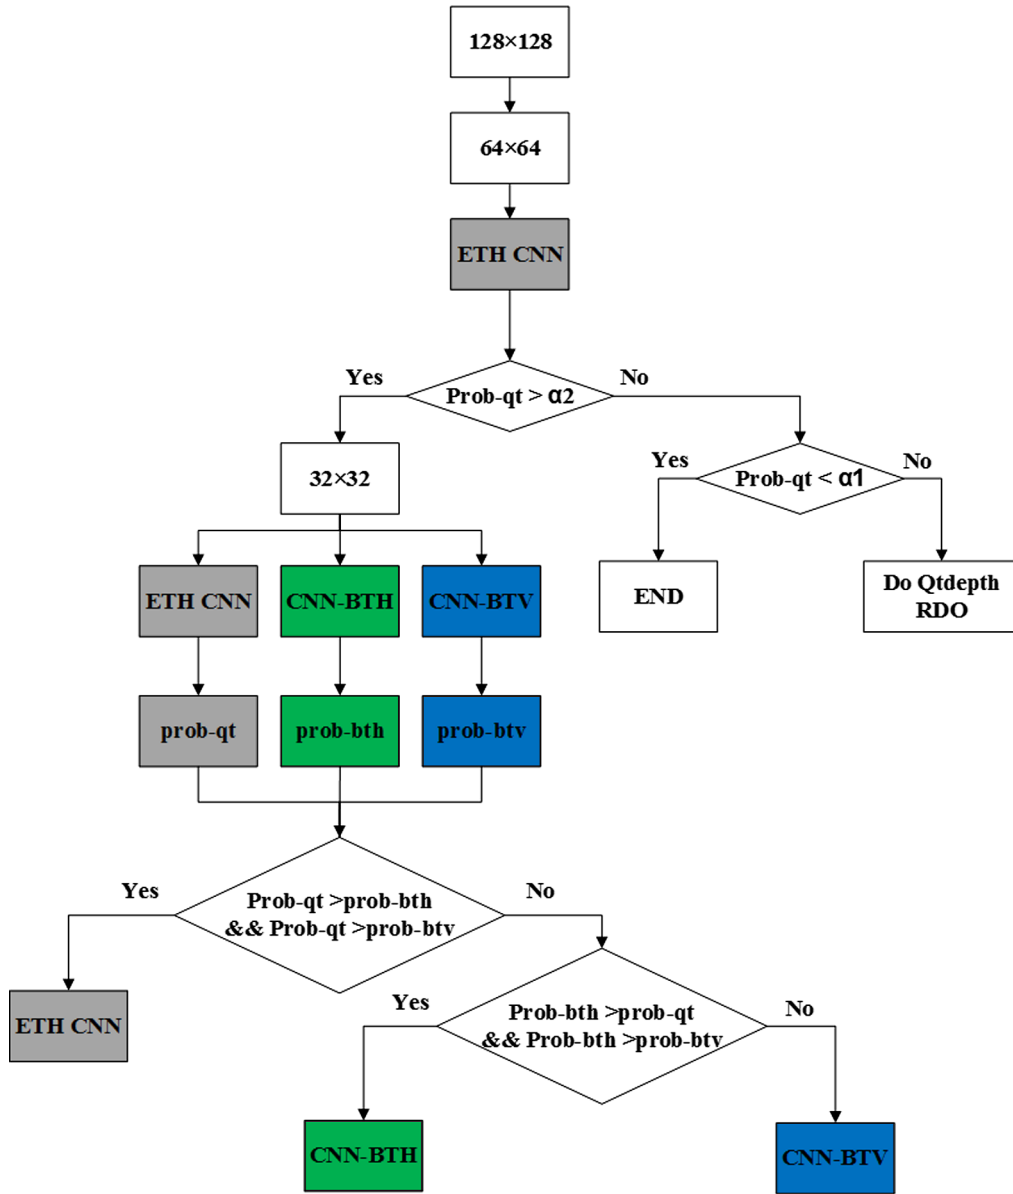 128×128
64×64
ETH CNN
Yes
No
Prob-qt > α2
32×32
Yes
No
Prob-qt < α1
ETH CNN
CNN-BTH
CNN-BTV
END
Do Qtdepth
RDO
prob-qt
prob-bth
prob-btv
Yes
No
Prob-qt >prob-bth
&& Prob-qt >prob-btv
ETH CNN
Yes
No
Prob-bth >prob-qt
&& Prob-bth >prob-btv
CNN-BTH
CNN-BTV